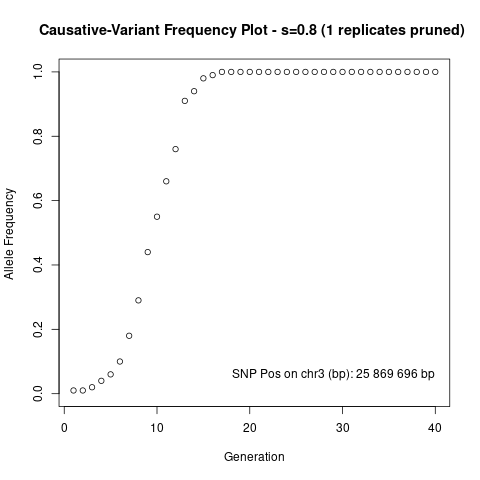 Causative-Variant Frequency Plot - s=0.8 (1 replicates pruned)
1.0
0.8
0.6
0.4
0.2
0.0
Allele Frequency
SNP Pos on chr3 (bp): 25 869 696 bp
0 10 20 30 40
Generation